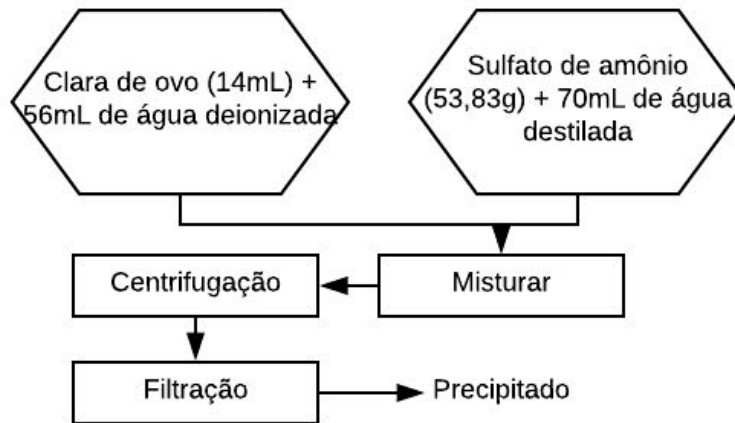 Clara de ovo (14mL) +
56mL de água deionizada
Sulfato de amônio
(53,83g) + 70mL de água
destilada
Centrifugação
Misturar
Filtração
Precipitado